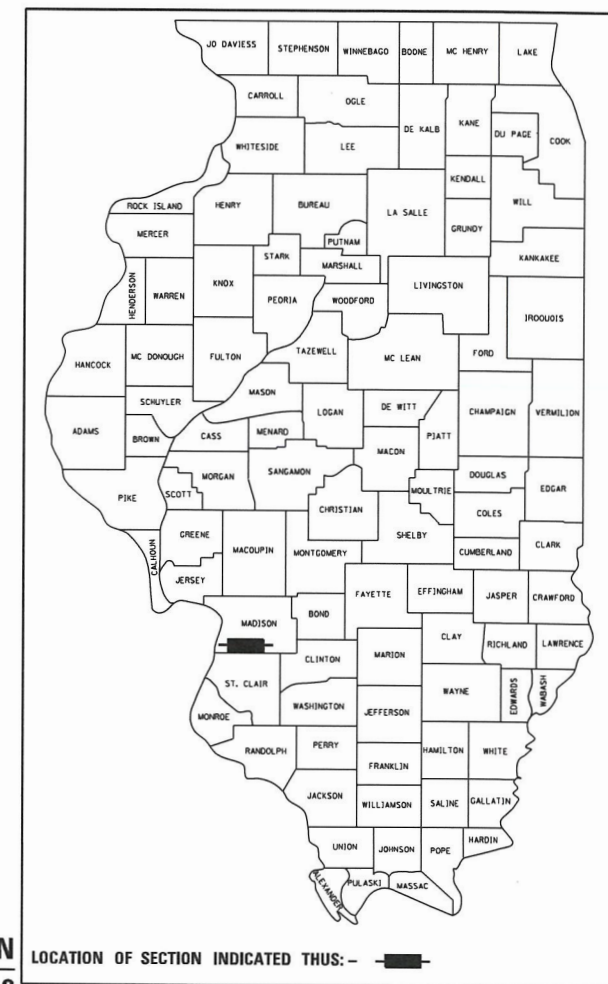 JO DAVIESS STEPHENSON WINNEBAGO BOONE MC HENRY LAKE
CARROLL OGLE DE KALB KANE DU PAGE COOK
WHITESIDE LEE KENDALL WILL
ROCK ISLAND HENRY BUREAU LA SALLE GRUNDY
MERCER PUTNAM
STARK MARSHALL KANKAKEE
HENDERSON WARREN KNOX PEORIA WOODFORD LIVINGSTON IROQUOIS
HANCOCK MC DONOUGH FULTON TAZEWELL MC LEAN FORD
SCHUYLER MASON
ADAMS BROWN CASS MENARD LOGAN DE WITT PIATT CHAMPAIGN VERMILION
MACON
PIKE SCOTT MORGAN SANGAMON CHRISTIAN MOULTRIE DOUGLAS EDGAR
COLES
CALHOUN GREENE MACOUPIN MONTGOMERY SHELBY CUMBERLAND CLARK
JERSEY
FAYETTE EFFINGHAM JASPER CRAWFORD
MADISON BOND CLAY RICHLAND LAWRENCE
CLINTON MARION
ST. CLAIR WAYNE EDWARDS WABASH
MONROE WASHINGTON JEFFERSON
RANDOLPH PERRY HAMILTON WHITE
FRANKLIN
JACKSON WILLIAMSON SALINE GALLATIN
UNION JOHNSON POPE HARDIN
ALEXANDER PULASKI MASSAC
N LOCATION OF SECTION INDICATED THUS: -